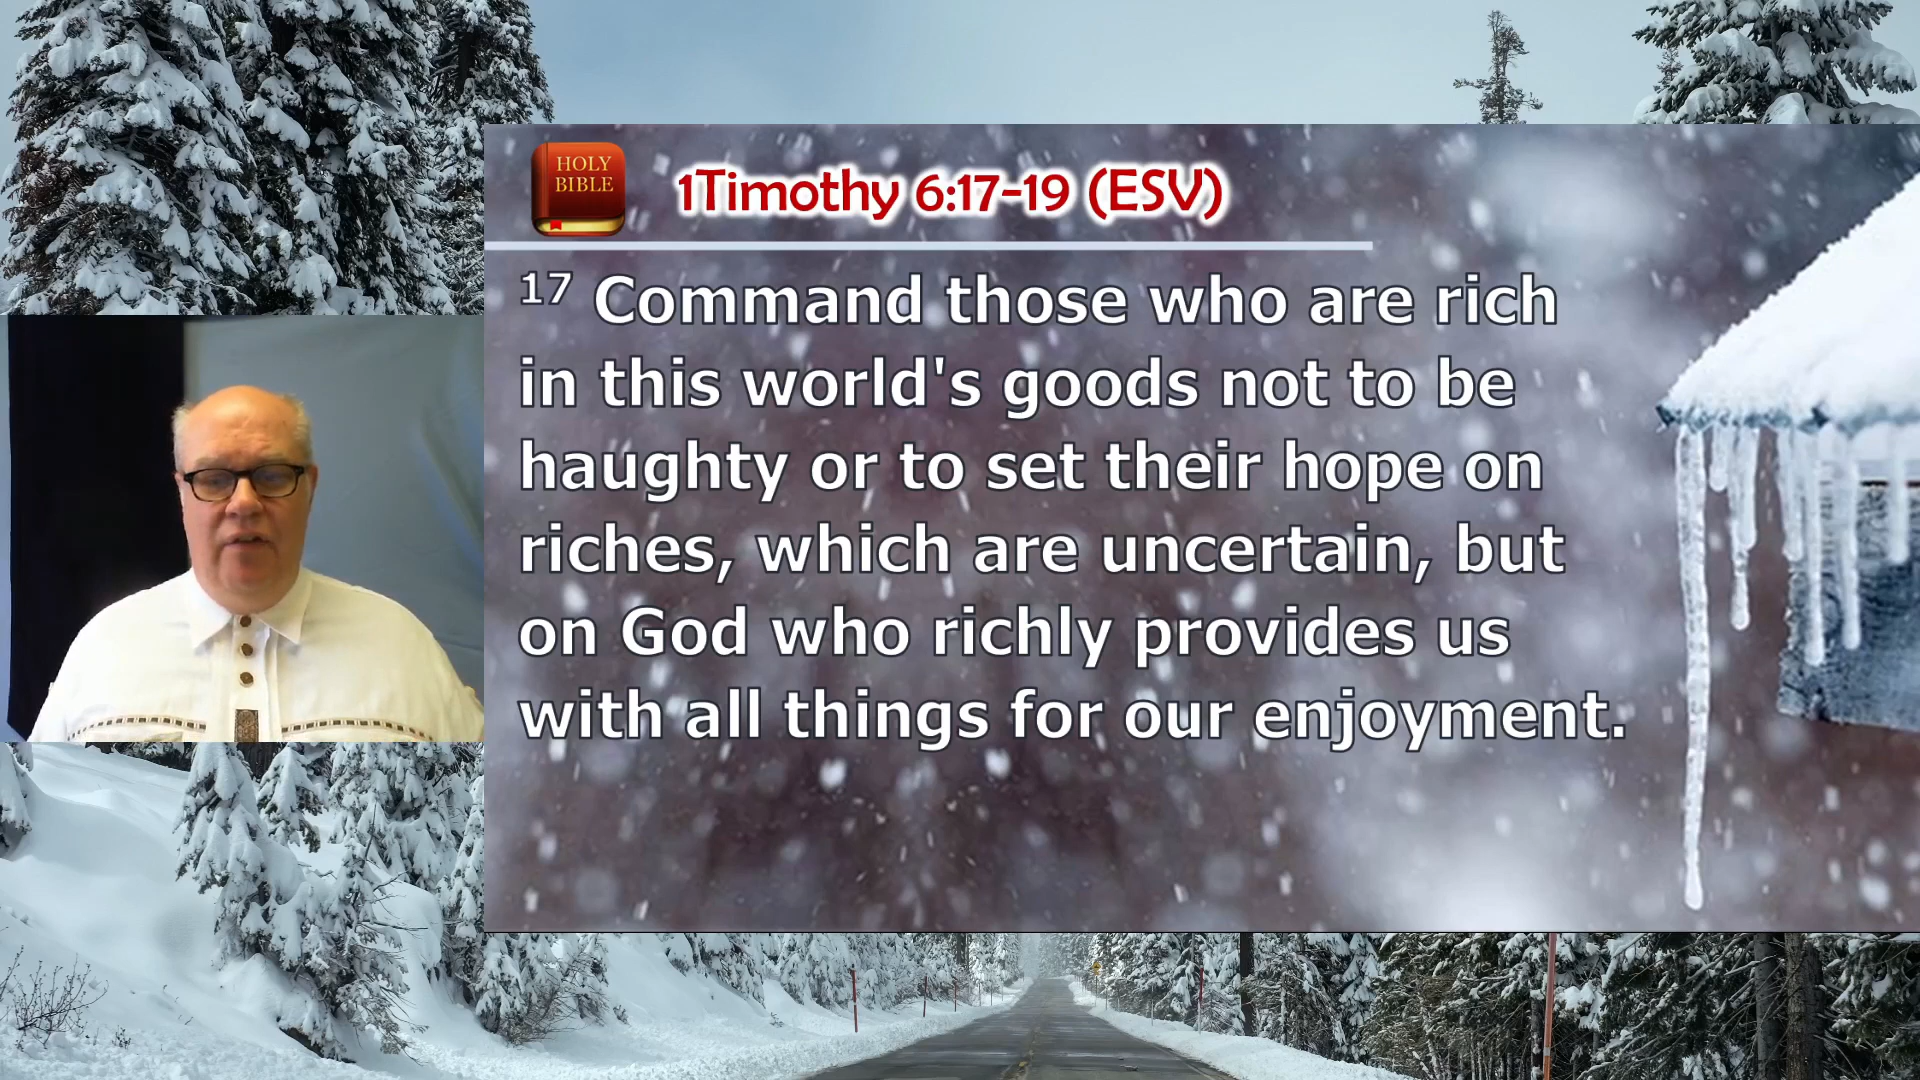 HOLY
BIBLE
1Timothy 6:17-19 (ESV)
17 Command those who are rich
in this world's goods not to be
haughty or to set their hope on
riches, which are uncertain, but
on God who richly provides us
with all things for our enjoyment.